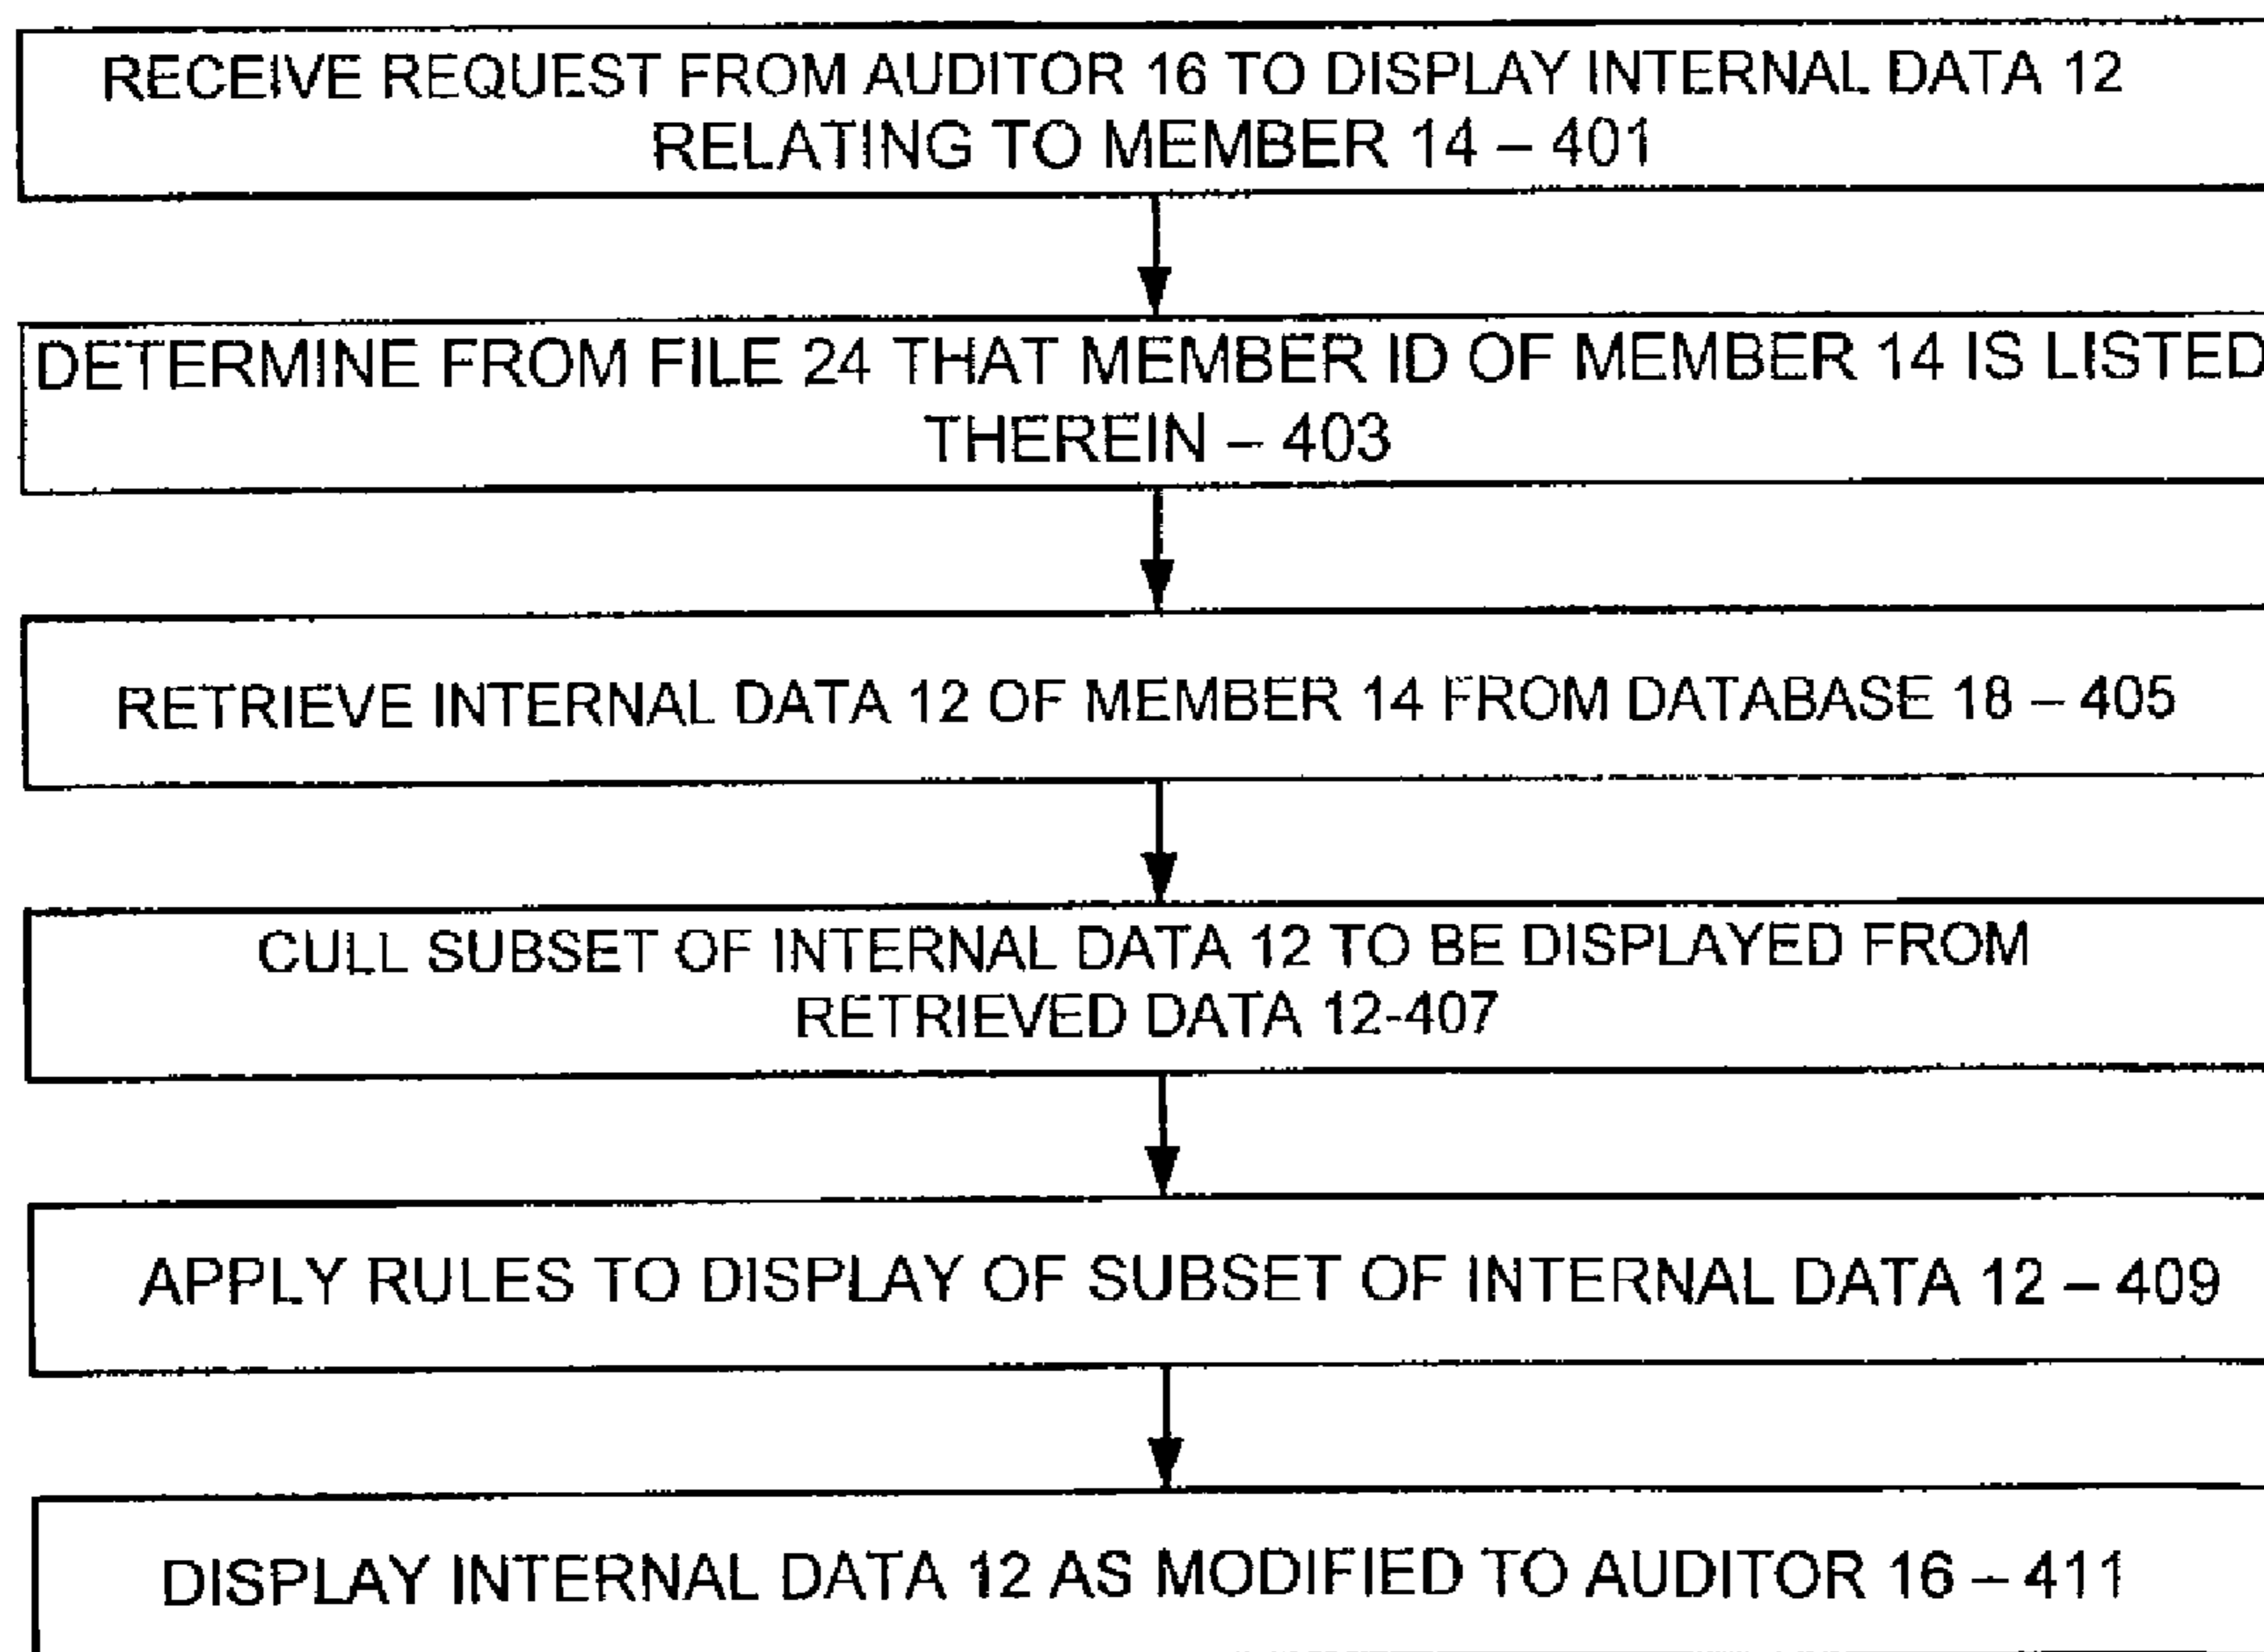 RECEIVE REQUEST FROM AUDITOR 16 TO DISPLAY INTERNAL DATA 12
RELATING TO MEMBER 14 – 401
DETERMINE FROM FILE 24 THAT MEMBER ID OF MEMBER 14 IS LISTED
THEREIN – 403
RETRIEVE INTERNAL DATA 12 OF MEMBER 14 FROM DATABASE 18 – 405
CULL SUBSET OF INTERNAL DATA 12 TO BE DISPLAYED FROM
RETRIEVED DATA 12-407
APPLY RULES TO DISPLAY OF SUBSET OF INTERNAL DATA 12 – 409
DISPLAY INTERNAL DATA 12 AS MODIFIED TO AUDITOR 16 – 411